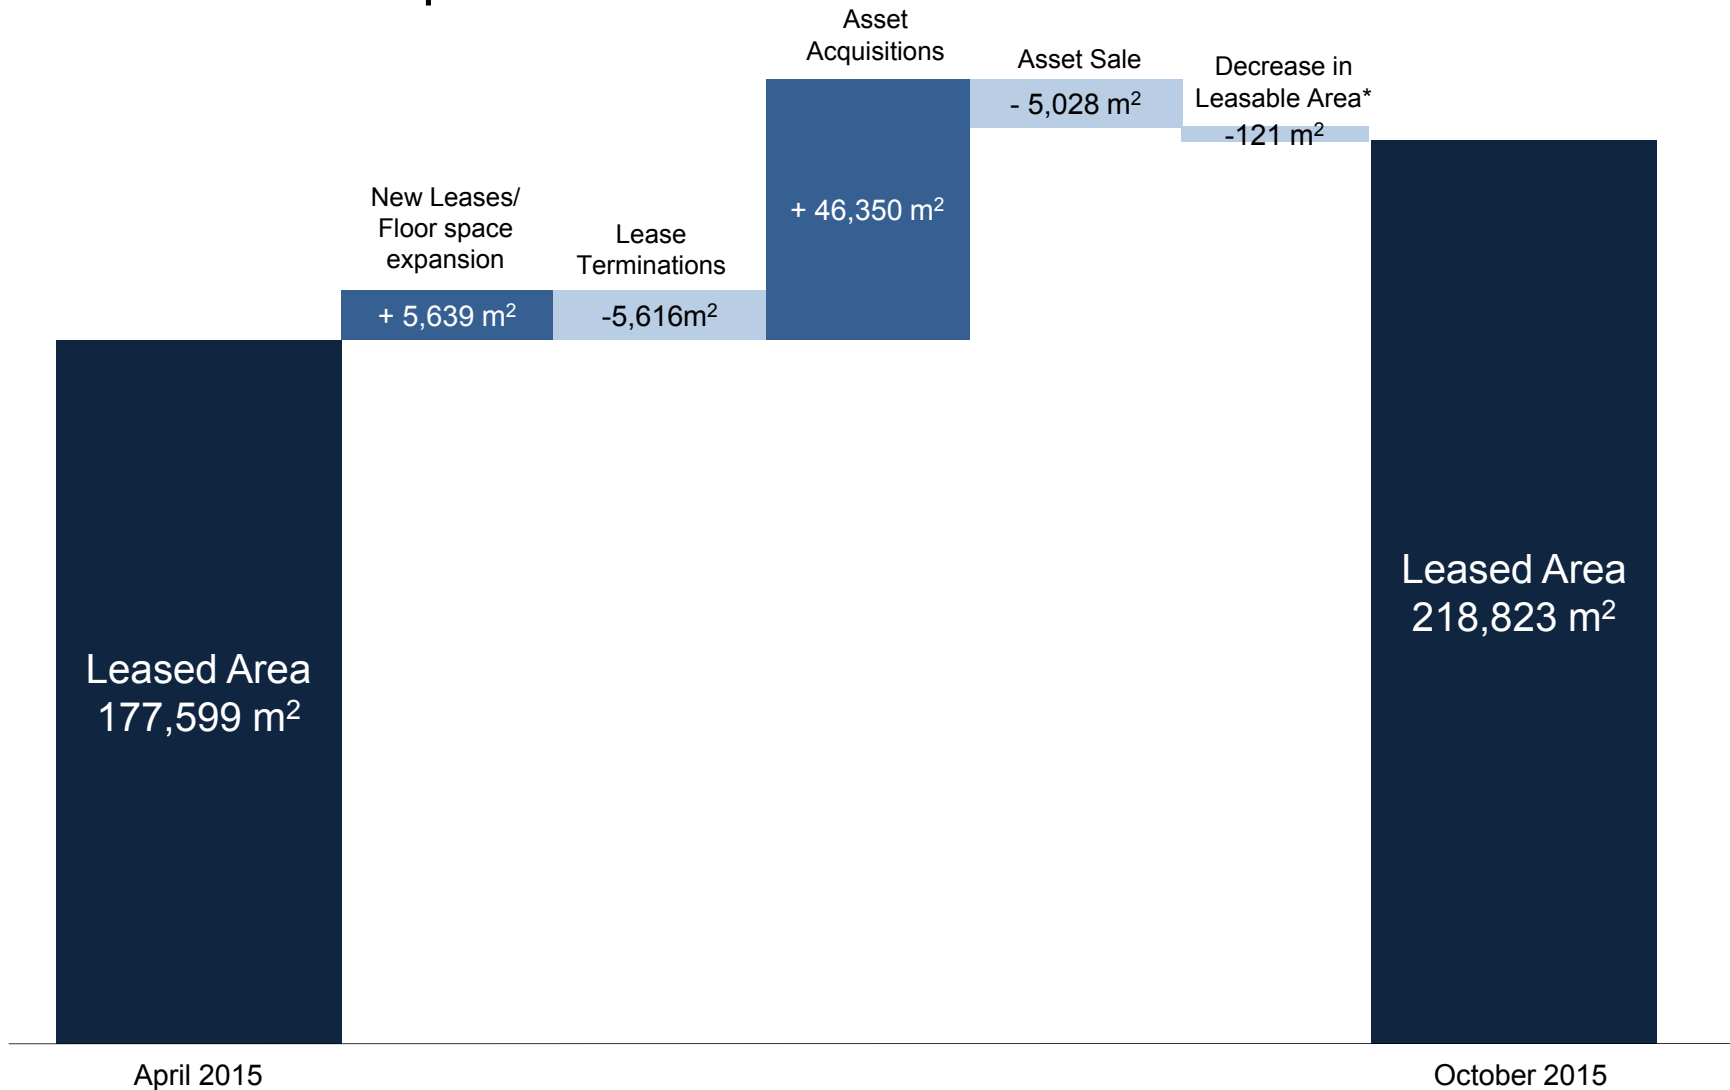 Asset
Acquisitions
Asset Sale
Decrease in
Leasable Area*
- 5,028 m²
-121 m²
New Leases/
Floor space
expansion
Lease
Terminations
+ 46,350 m²
+ 5,639 m²
-5,616m²
Leased Area
218,823 m²
Leased Area
177,599 m²
April 2015
October 2015